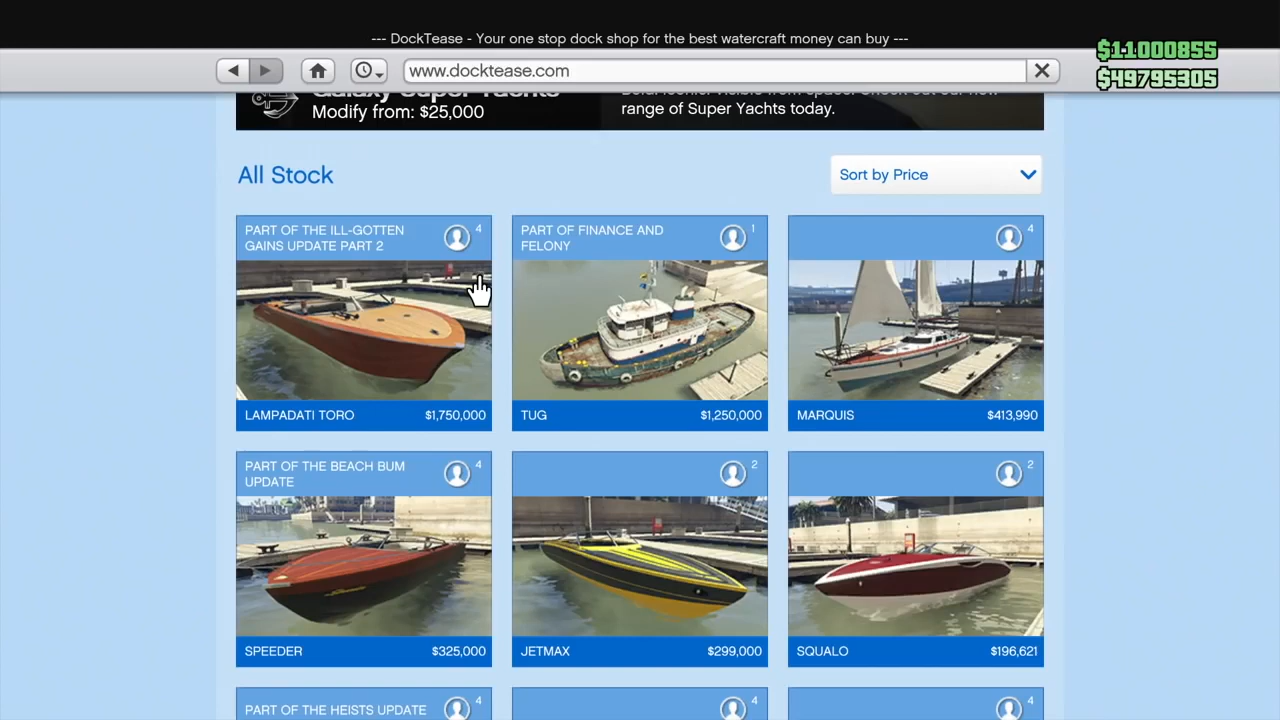 --- DockTease - Your one stop dock shop for the best watercraft money can buy ---
www.docktease.com
$11000855
$49795305
Galaxy Super Yachts
Modify from: $25,000
range of Super Yachts today.
All Stock
Sort by Price
PART OF THE ILL-GOTTEN
GAINS UPDATE PART 2
4
LAMPADATI TORO $1,750,000
PART OF FINANCE AND
FELONY
1
TUG $1,250,000
4
MARQUIS $413,990
PART OF THE BEACH BUM
UPDATE
4
SPEEDER $325,000
2
JETMAX $299,000
2
SQUALO $196,621
PART OF THE HEISTS UPDATE
4
4
4